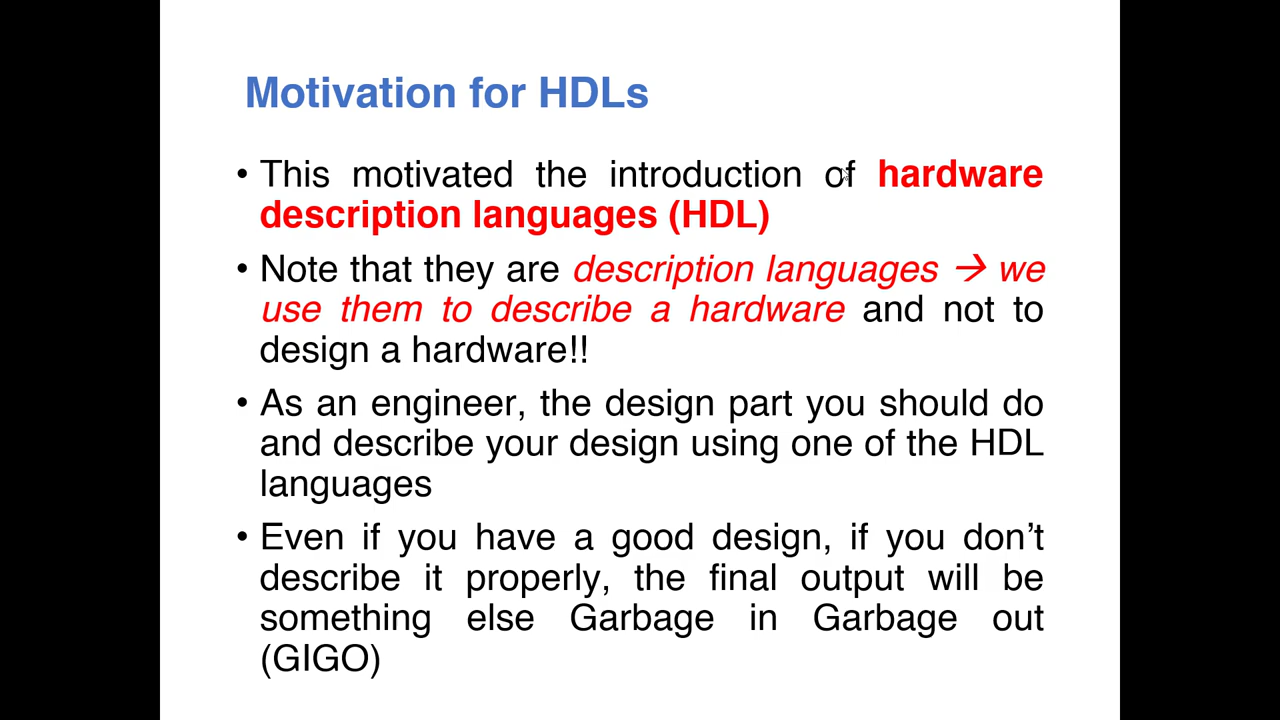 Motivation for HDLs
• This motivated the introduction of hardware
description languages (HDL)
• Note that they are description languages → we
use them to describe a hardware and not to
design a hardware!!
• As an engineer, the design part you should do
and describe your design using one of the HDL
languages
• Even if you have a good design, if you don’t
describe it properly, the final output will be
something else Garbage in Garbage out
(GIGO)